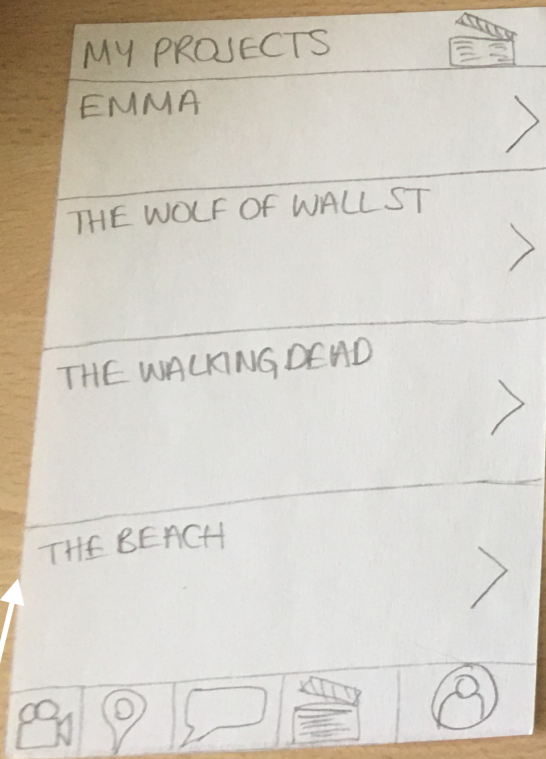 MY PROJECTS
EMMA
THE WOLF OF WALL ST
THE WALKING DEAD
THE BEACH